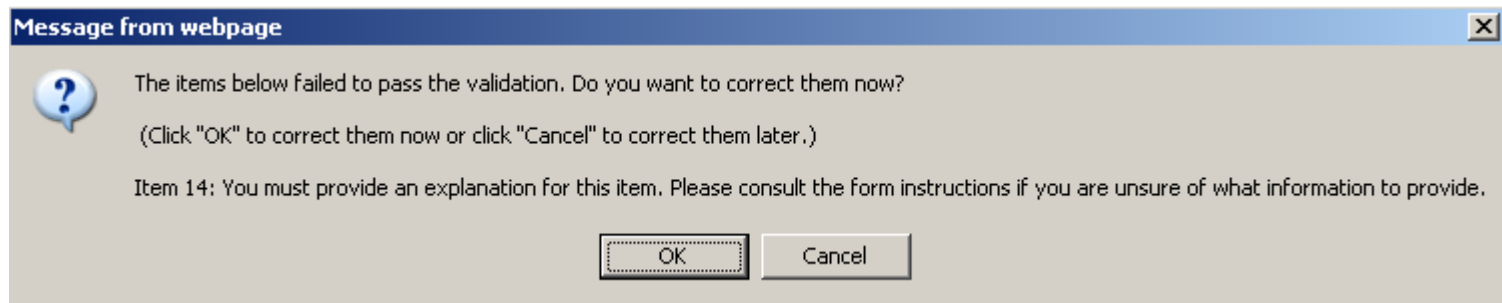 Message from webpage
The items below failed to pass the validation. Do you want to correct them now?
(Click "OK" to correct them now or click "Cancel" to correct them later.)
Item 14: You must provide an explanation for this item. Please consult the form instructions if you are unsure of what information to provide.
OK
Cancel